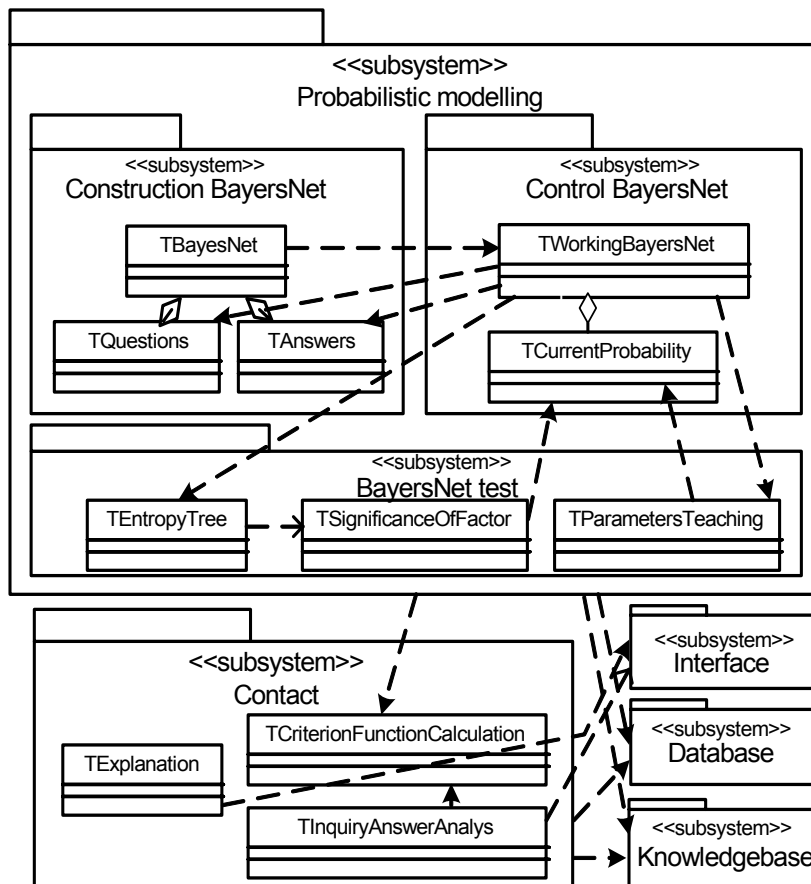 <<subsystem>>
Probabilistic modelling
<<subsystem>>
Construction BayersNet
<<subsystem>>
Control BayersNet
TBayesNet
TWorkingBayersNet
TQuestions
TAnswers
TCurrentProbability
<<subsystem>>
BayersNet test
TEntropyTree
TSignificanceOfFactor
TParametersTeaching
<<subsystem>>
Contact
<<subsystem>>
Interface
TCriterionFunctionCalculation
<<subsystem>>
Database
TExplanation
TInquiryAnswerAnalys
<<subsystem>>
Knowledgebase